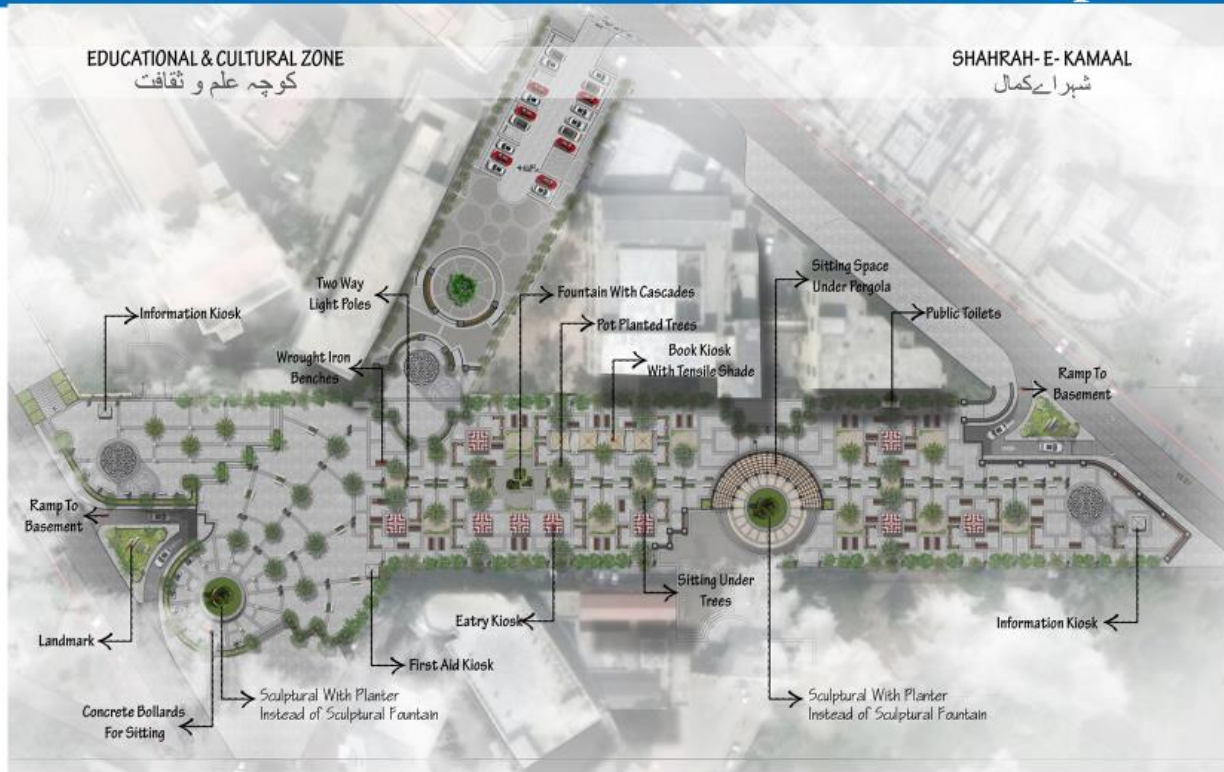 EDUCATIONAL & CULTURAL ZONE
کوچہ علم و ثقافت
SHAHRAH- E- KAMAAL
شہراےکمال
Information Kiosk
Two Way
Light Poles
Wrought Iron
Benches
Fountain With Cascades
Pot Planted Trees
Book Kiosk
With Tensile Shade
Sitting Space
Under Pergola
Public Toilets
Ramp To
Basement
Ramp To
Basement
Landmark
Concrete Bollards
For Sitting
Sculptural With Planter
Instead of Sculptural Fountain
First Aid Kiosk
Eatry Kiosk
Sitting Under
Trees
Sculptural With Planter
Instead of Sculptural Fountain
Information Kiosk